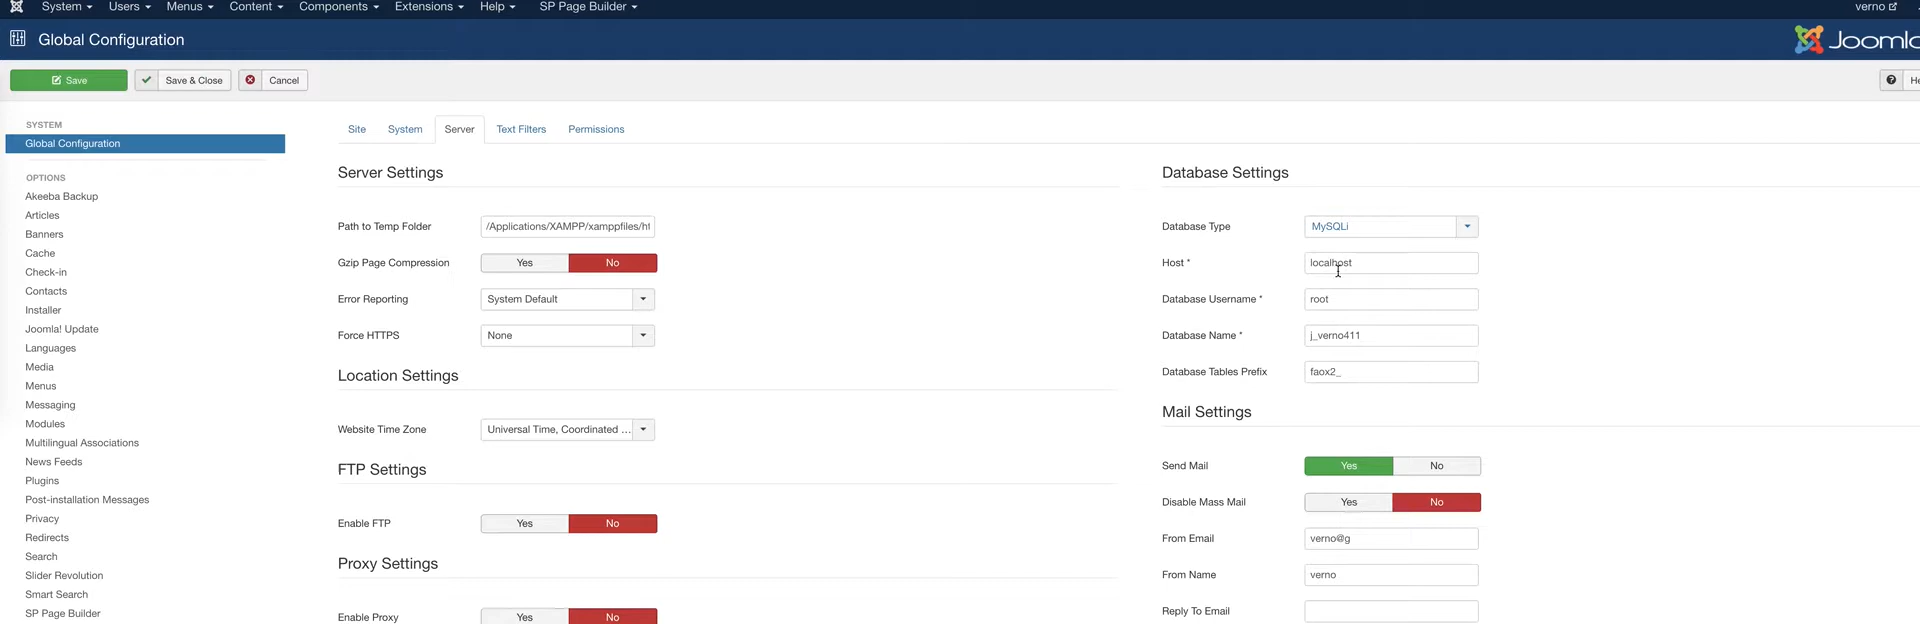 System Users Menus Content Components Extensions Help SP Page Builder verno
Global Configuration
Save Save & Close Cancel
SYSTEM
Global Configuration
OPTIONS
Akeeba Backup
Articles
Banners
Cache
Check-in
Contacts
Installer
Joomla! Update
Languages
Media
Menus
Messaging
Modules
Multilingual Associations
News Feeds
Plugins
Post-installation Messages
Privacy
Redirects
Search
Slider Revolution
Smart Search
SP Page Builder
Site System Server Text Filters Permissions
Server Settings
Path to Temp Folder /Applications/XAMPP/xamppfiles/ht
Gzip Page Compression Yes No
Error Reporting System Default
Force HTTPS None
Location Settings
Website Time Zone Universal Time, Coordinated ...
FTP Settings
Enable FTP Yes No
Proxy Settings
Enable Proxy Yes No
Database Settings
Database Type MySQLi
Host * localhost
Database Username * root
Database Name * j_verno411
Database Tables Prefix faox2_
Mail Settings
Send Mail Yes No
Disable Mass Mail Yes No
From Email verno@g
From Name verno
Reply To Email